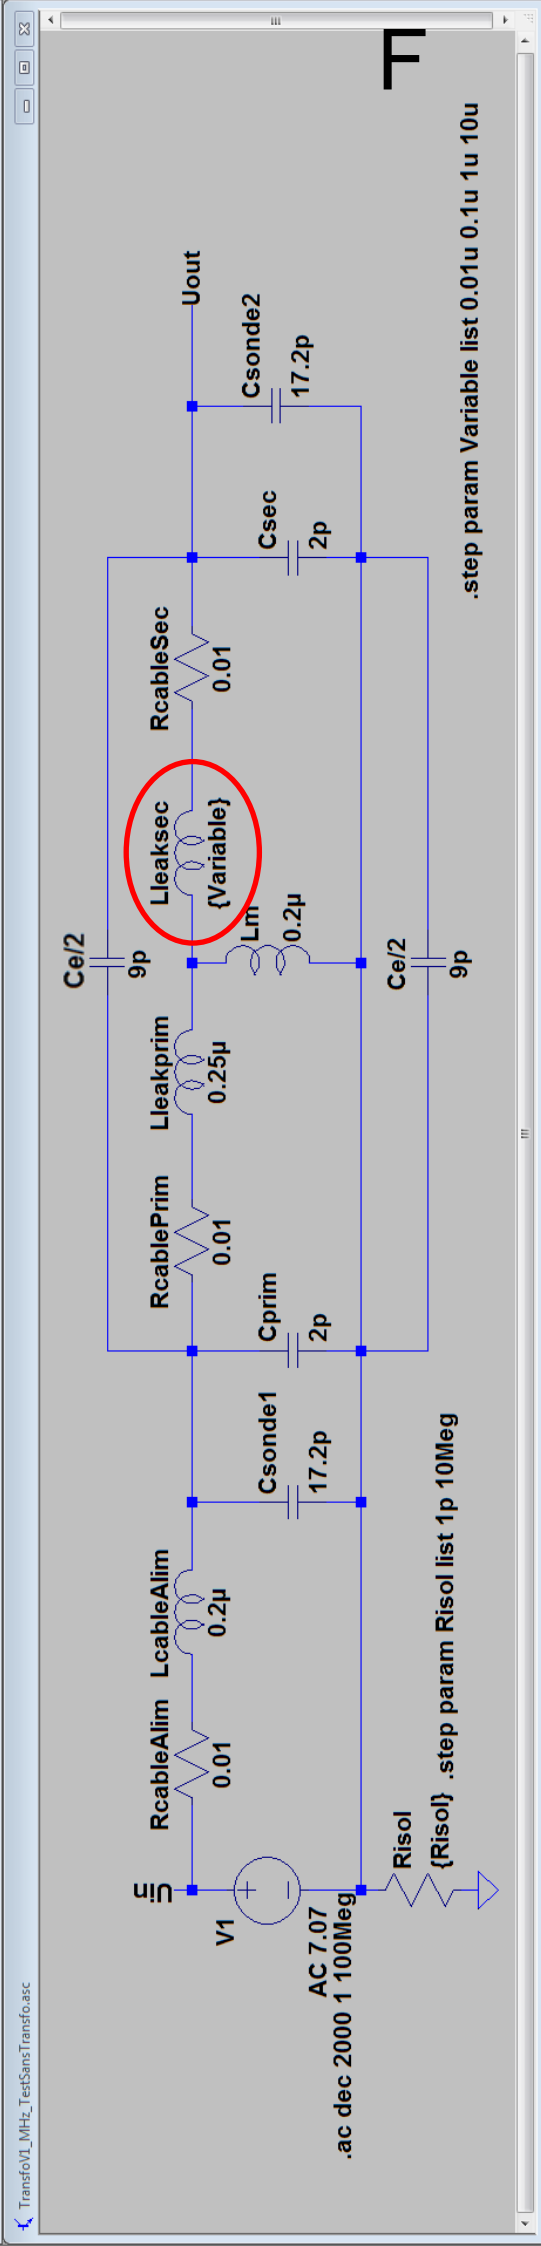 TransfoV1_MHz_TestSansTransfo.asc
F
Ce/2
9p
RcableAlim
0.01
LcableAlim
0.2µ
RcablePrim
0.01
Lleakprim
0.25µ
Lleaksec
{Variable}
RcableSec
0.01
Uout
Uin
V1
AC 7.07
.ac dec 2000 1 100Meg
Csonde1
17.2p
Cprim
2p
Lm
0.2µ
Csec
2p
Csonde2
17.2p
Ce/2
9p
Risol
{Risol}
.step param Risol list 1p 10Meg
.step param Variable list 0.01u 0.1u 1u 10u